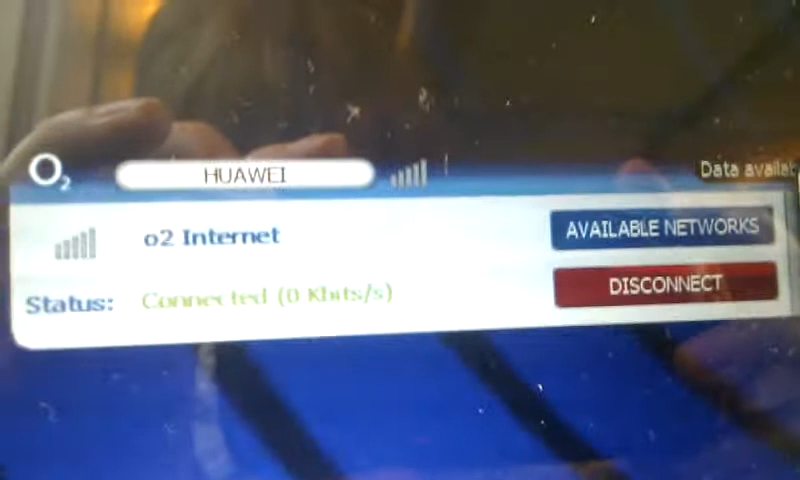 O2 HUAWEI Data availab
o2 Internet AVAILABLE NETWORKS
Status: Connected (0 Kbits/s) DISCONNECT